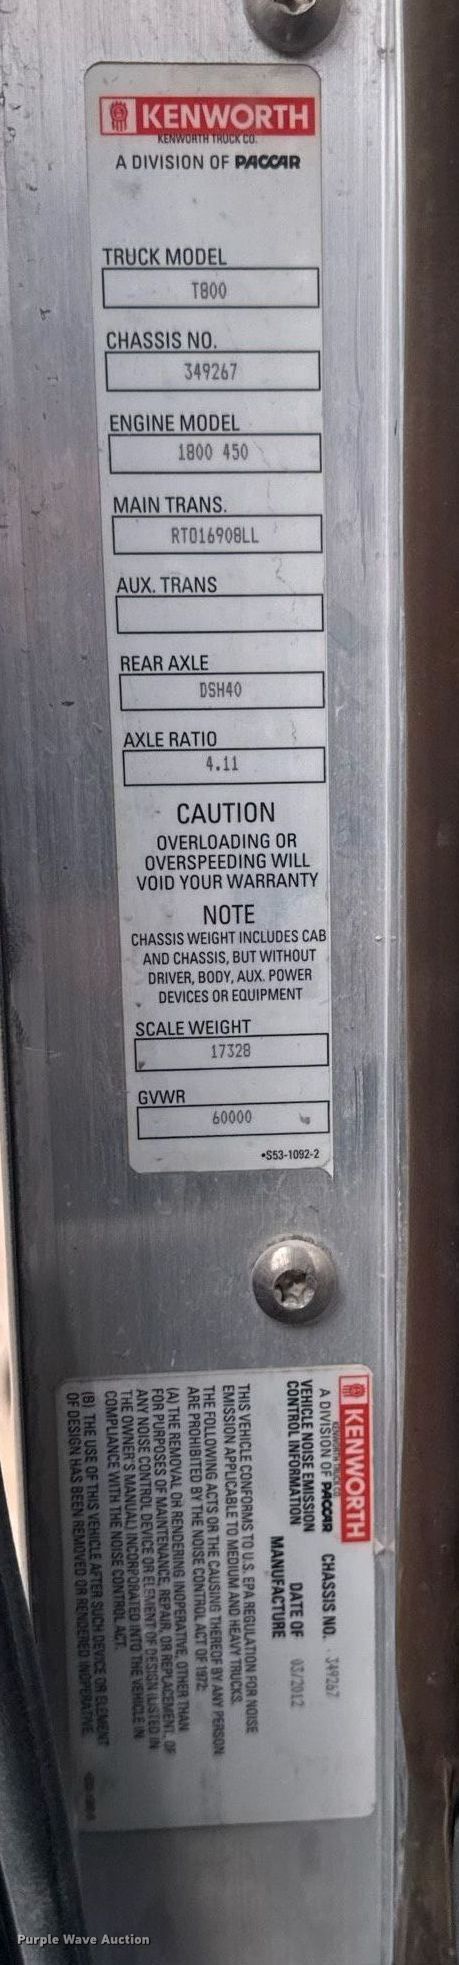 KENWORTH
KENWORTH TRUCK CO.
A DIVISION OF PACCAR
TRUCK MODEL
T800
CHASSIS NO.
349267
ENGINE MODEL
1800 450
MAIN TRANS.
RTO16908LL
AUX. TRANS
REAR AXLE
DSH40
AXLE RATIO
4.11
CAUTION
OVERLOADING OR
OVERSPEEDING WILL
VOID YOUR WARRANTY
NOTE
CHASSIS WEIGHT INCLUDES CAB
AND CHASSIS, BUT WITHOUT
DRIVER, BODY, AUX. POWER
DEVICES OR EQUIPMENT
SCALE WEIGHT
17328
GVWR
60000
•S53-1092-2
KENWORTH
KENWORTH TRUCK CO.
A DIVISION OF PACCAR
CHASSIS NO. 349267
VEHICLE NOISE EMISSION
CONTROL INFORMATION
DATE OF
MANUFACTURE
03/2012
THIS VEHICLE CONFORMS TO U.S. EPA REGULATION FOR NOISE
EMISSION APPLICABLE TO MEDIUM AND HEAVY TRUCKS.
THE FOLLOWING ACTS OR THE CAUSING THEREOF BY ANY PERSON
ARE PROHIBITED BY THE NOISE CONTROL ACT OF 1972:
(A) THE REMOVAL OR RENDERING INOPERATIVE, OTHER THAN
FOR PURPOSES OF MAINTENANCE, REPAIR, OR REPLACEMENT, OF
ANY NOISE CONTROL DEVICE OR ELEMENT OF DESIGN (LISTED IN
THE OWNER'S MANUAL) INCORPORATED INTO THE VEHICLE IN
COMPLIANCE WITH THE NOISE CONTROL ACT.
(B) THE USE OF THIS VEHICLE AFTER SUCH DEVICE OR ELEMENT
OF DESIGN HAS BEEN REMOVED OR RENDERED INOPERATIVE.
Purple Wave Auction